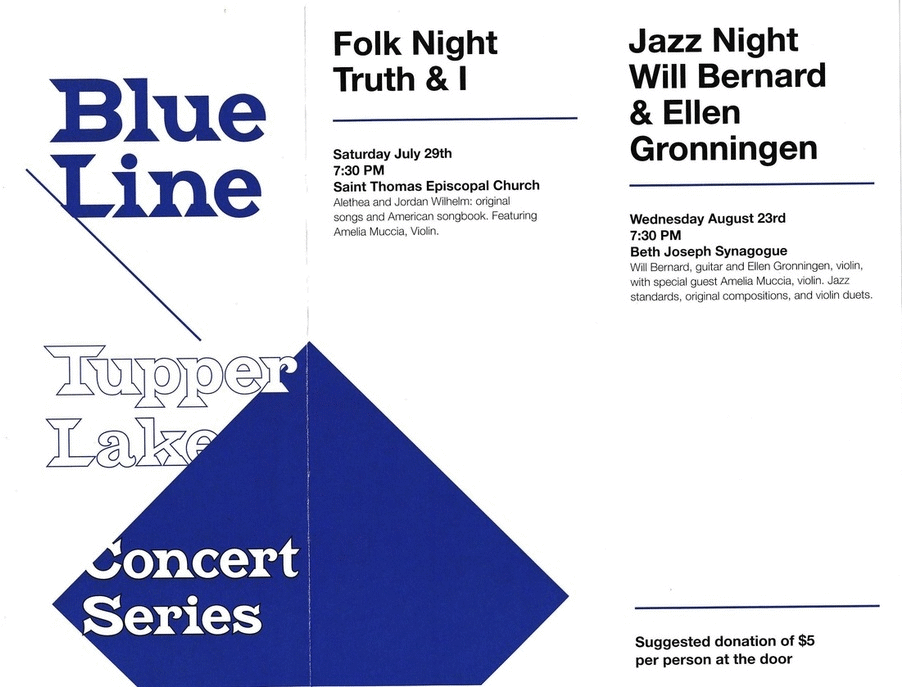 Blue
Line
Tupper
Lake
Concert
Series
Folk Night
Truth & I
Saturday July 29th
7:30 PM
Saint Thomas Episcopal Church
Alethea and Jordan Wilhelm: original
songs and American songbook. Featuring
Amelia Muccia, Violin.
Jazz Night
Will Bernard
& Ellen
Gronningen
Wednesday August 23rd
7:30 PM
Beth Joseph Synagogue
Will Bernard, guitar and Ellen Gronningen, violin,
with special guest Amelia Muccia, violin. Jazz
standards, original compositions, and violin duets.
Suggested donation of $5
per person at the door